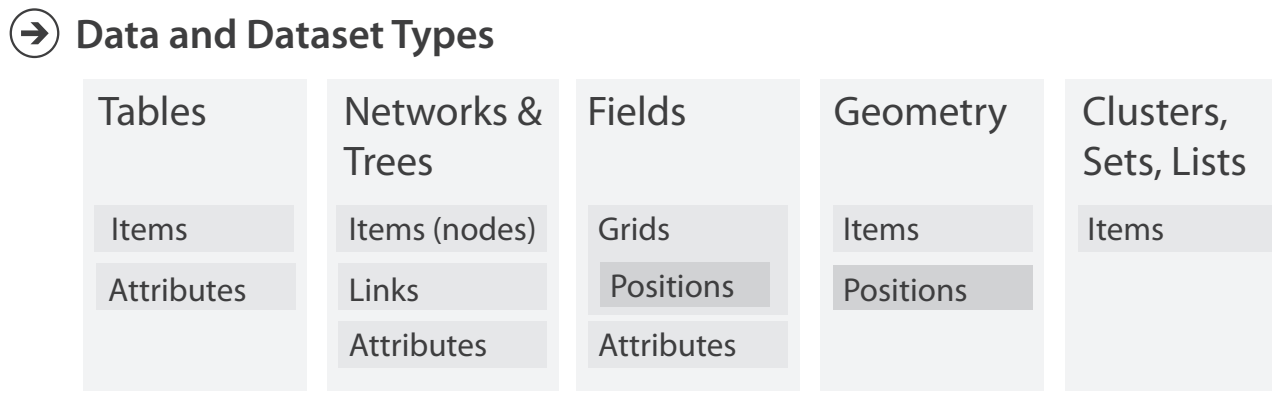 Data and Dataset Types
Tables
Items
Attributes
Networks &
Trees
Items (nodes)
Links
Attributes
Fields
Grids
Positions
Attributes
Geometry
Items
Positions
Clusters,
Sets, Lists
Items